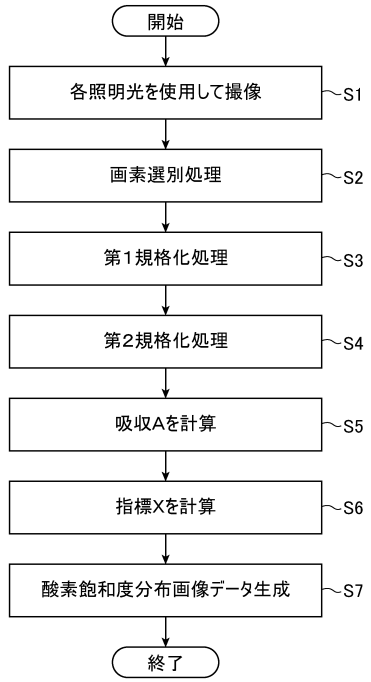 開始
各照明光を使用して撮像
S1
画素選別処理
S2
第1規格化処理
S3
第2規格化処理
S4
吸収Aを計算
S5
指標Xを計算
S6
酸素飽和度分布画像データ生成
S7
終了